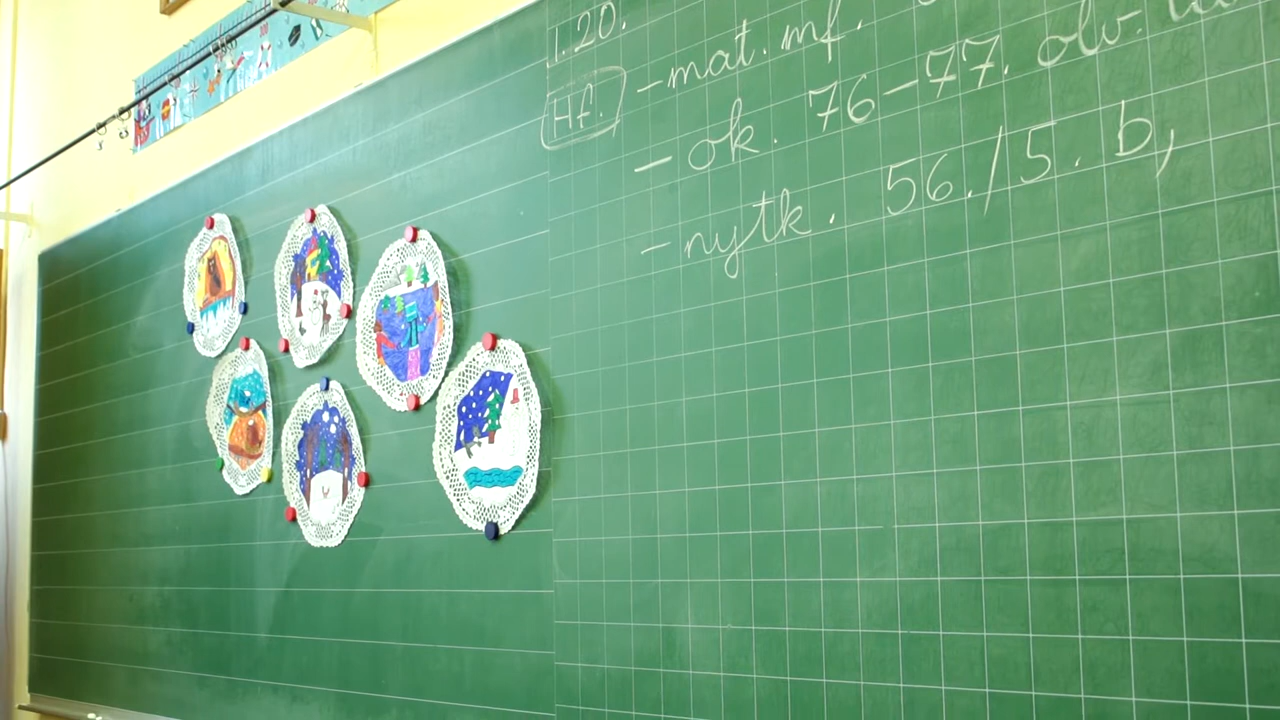 1.20.
Hf. - mat. mf.
- ok. 76-77. olv.
- nytk. 56./5. b,